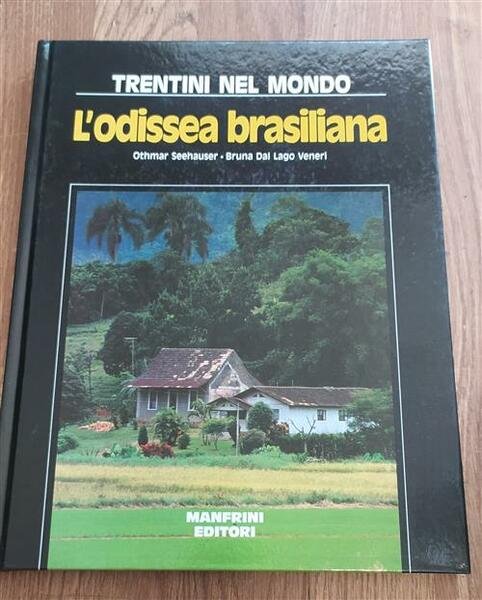 TRENTINI NEL MONDO
L'odissea brasiliana
Othmar Seehauser • Bruna Dal Lago Veneri
MANFRINI
EDITORI